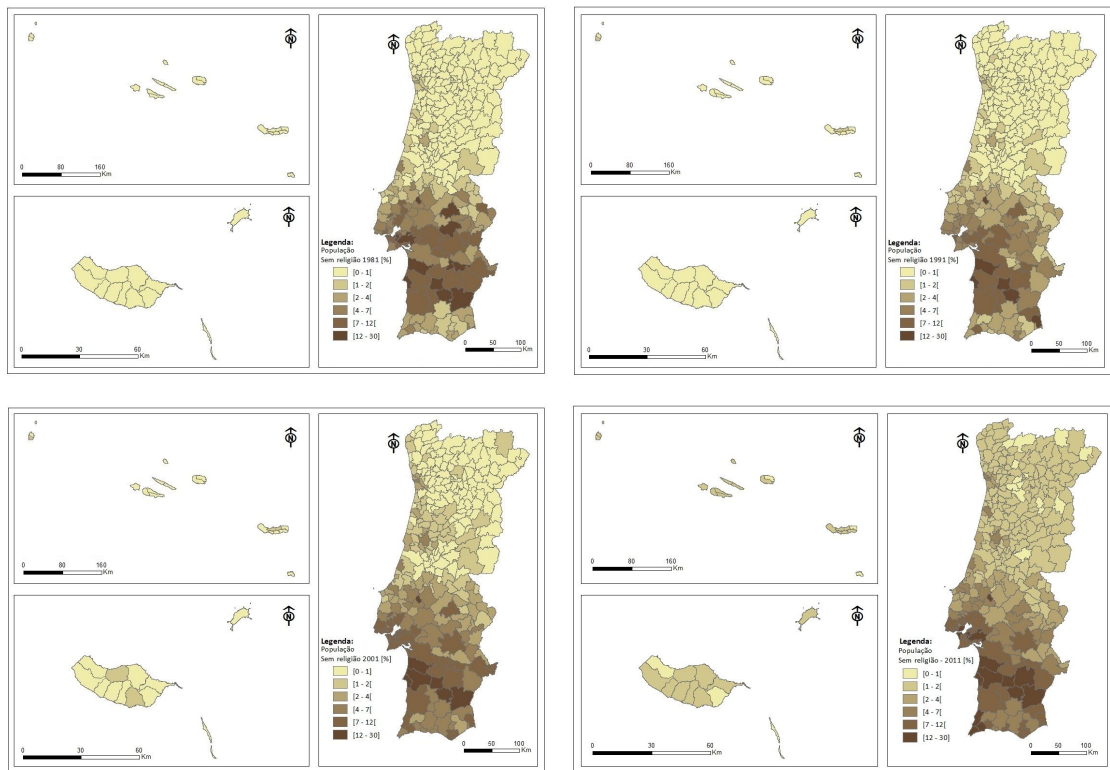 N
0 80 160
Km
N
0 30 60
Km
N
Legenda:
População
Sem religião 1981 [%]
[0 - 1[
[1 - 2[
[2 - 4[
[4 - 7[
[7 - 12[
[12 - 30]
0 50 100
Km
N
0 80 160
Km
N
0 30 60
Km
N
Legenda:
População
Sem religião 1991 [%]
[0 - 1[
[1 - 2[
[2 - 4[
[4 - 7[
[7 - 12[
[12 - 30]
0 50 100
Km
N
0 80 160
Km
N
0 30 60
Km
N
Legenda:
População
Sem religião 2001 [%]
[0 - 1[
[1 - 2[
[2 - 4[
[4 - 7[
[7 - 12[
[12 - 30]
0 50 100
Km
N
0 80 160
Km
N
0 30 60
Km
N
Legenda:
População
Sem religião - 2011 [%]
[0 - 1[
[1 - 2[
[2 - 4[
[4 - 7[
[7 - 12[
[12 - 30]
0 50 100
Km